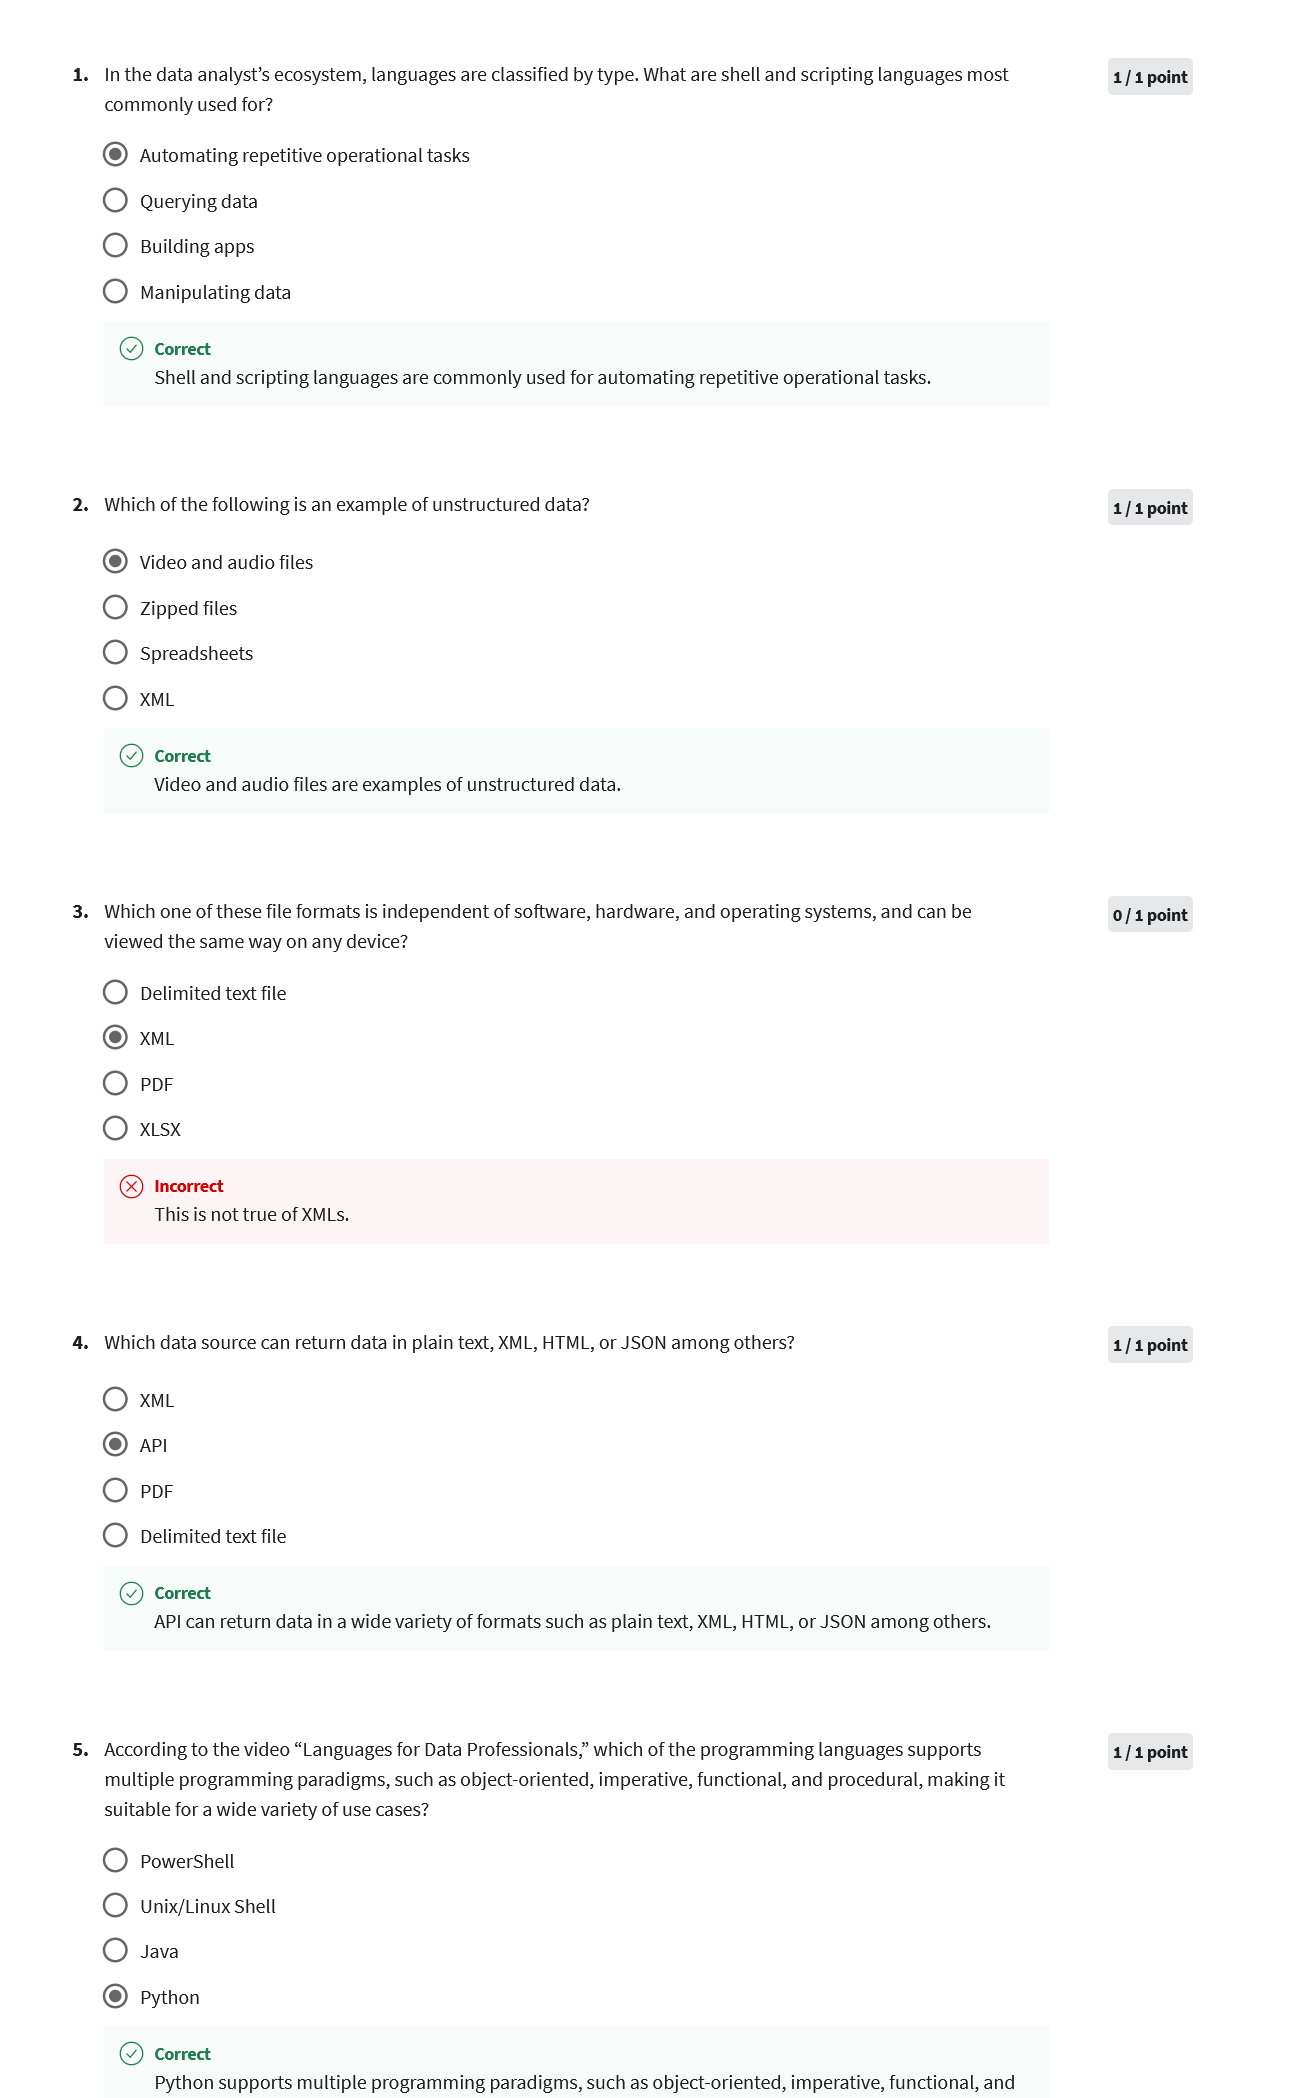 1. In the data analyst’s ecosystem, languages are classified by type. What are shell and scripting languages most
commonly used for?
1 / 1 point
Automating repetitive operational tasks
Querying data
Building apps
Manipulating data
Correct
Shell and scripting languages are commonly used for automating repetitive operational tasks.
2. Which of the following is an example of unstructured data?
1 / 1 point
Video and audio files
Zipped files
Spreadsheets
XML
Correct
Video and audio files are examples of unstructured data.
3. Which one of these file formats is independent of software, hardware, and operating systems, and can be
viewed the same way on any device?
0 / 1 point
Delimited text file
XML
PDF
XLSX
Incorrect
This is not true of XMLs.
4. Which data source can return data in plain text, XML, HTML, or JSON among others?
1 / 1 point
XML
API
PDF
Delimited text file
Correct
API can return data in a wide variety of formats such as plain text, XML, HTML, or JSON among others.
5. According to the video “Languages for Data Professionals,” which of the programming languages supports
multiple programming paradigms, such as object-oriented, imperative, functional, and procedural, making it
suitable for a wide variety of use cases?
1 / 1 point
PowerShell
Unix/Linux Shell
Java
Python
Correct
Python supports multiple programming paradigms, such as object-oriented, imperative, functional, and